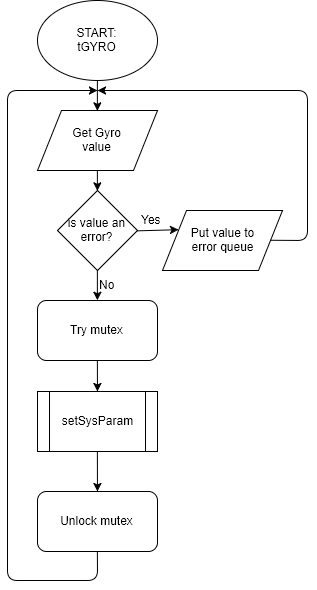 START:
tGYRO
Get Gyro
value
Is value an
error?
Yes
Put value to
error queue
No
Try mutex
setSysParam
Unlock mutex